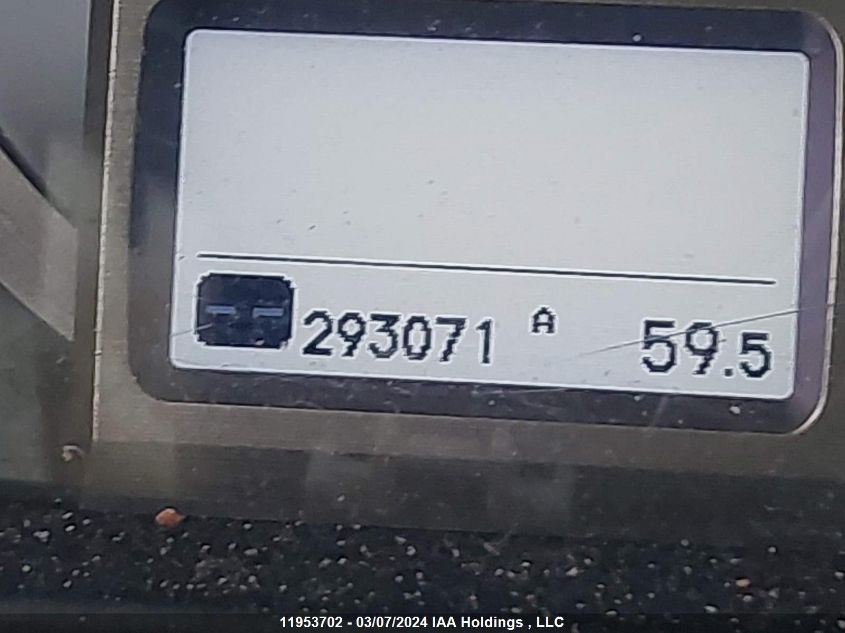 -- 293071 A 59.5
11953702 - 03/07/2024 IAA Holdings , LLC